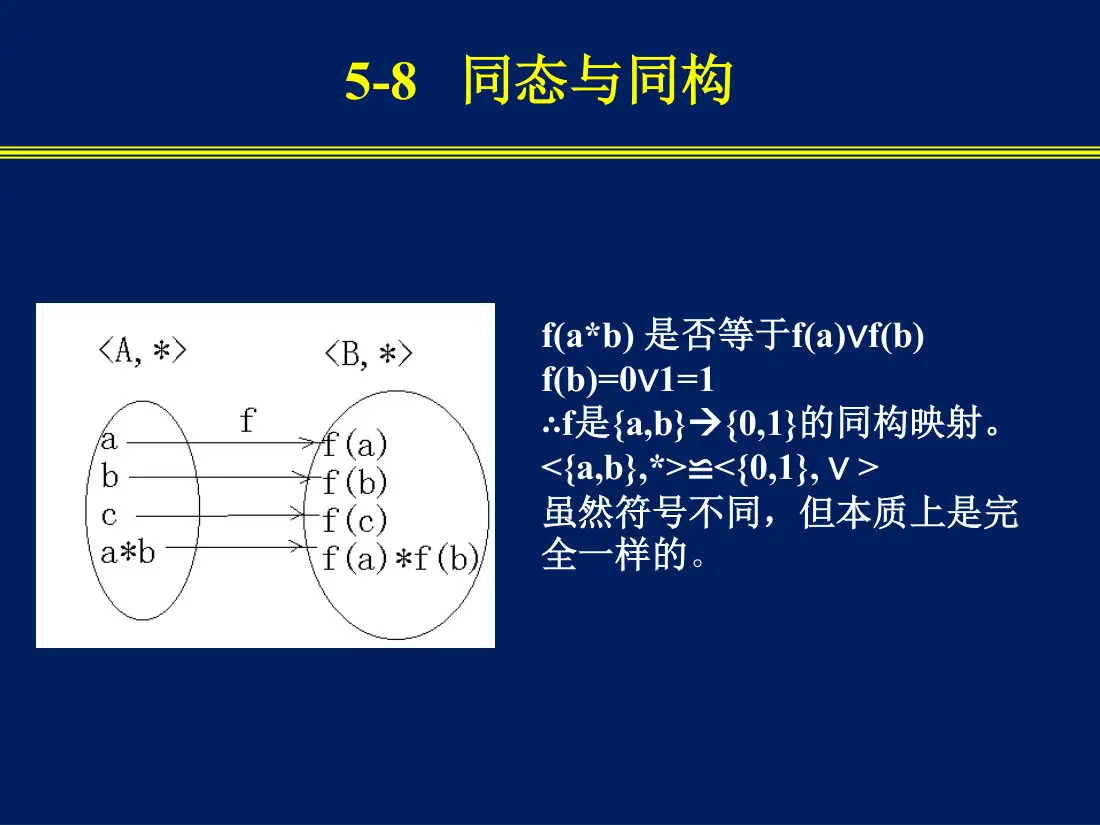 5-8 同态与同构
<A,*>
<B,*>
f
a
b
c
a*b
f(a)
f(b)
f(c)
f(a)*f(b)
f(a*b) 是否等于f(a)∨f(b)
f(b)=0∨1=1
∴f是{a,b}→{0,1}的同构映射。
<{a,b},*>≌<{0,1}, ∨ >
虽然符号不同，但本质上是完
全一样的。